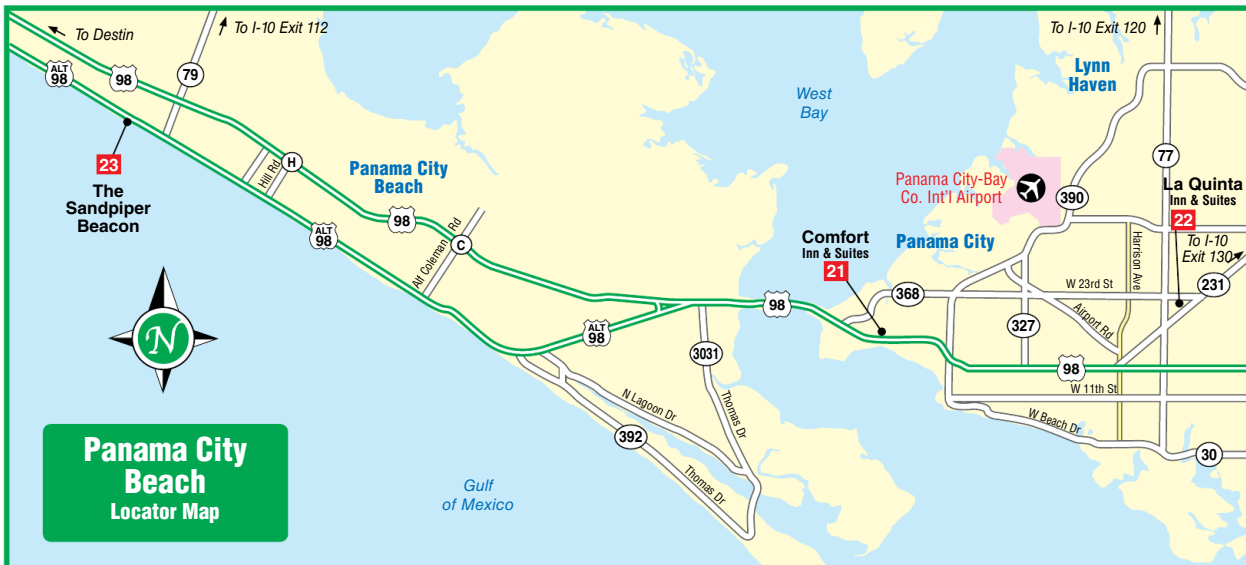 To Destin
To I-10 Exit 112
To I-10 Exit 120
ALT
98
98
79
Lynn
Haven
West
Bay
23
The
Sandpiper
Beacon
Hill Rd
H
Panama City
Beach
77
Panama City-Bay
Co. Int'l Airport
390
La Quinta
Inn & Suites
22
ALT
98
98
Alf Coleman Rd
C
Comfort
Inn & Suites
21
Panama City
Harrison Ave
To I-10
Exit 130
368
W 23rd St
231
98
327
Airport Rd
ALT
98
3031
98
W 11th St
N
N Lagoon Dr
Thomas Dr
392
W Beach Dr
30
Thomas Dr
Panama City
Beach
Locator Map
Gulf
of Mexico